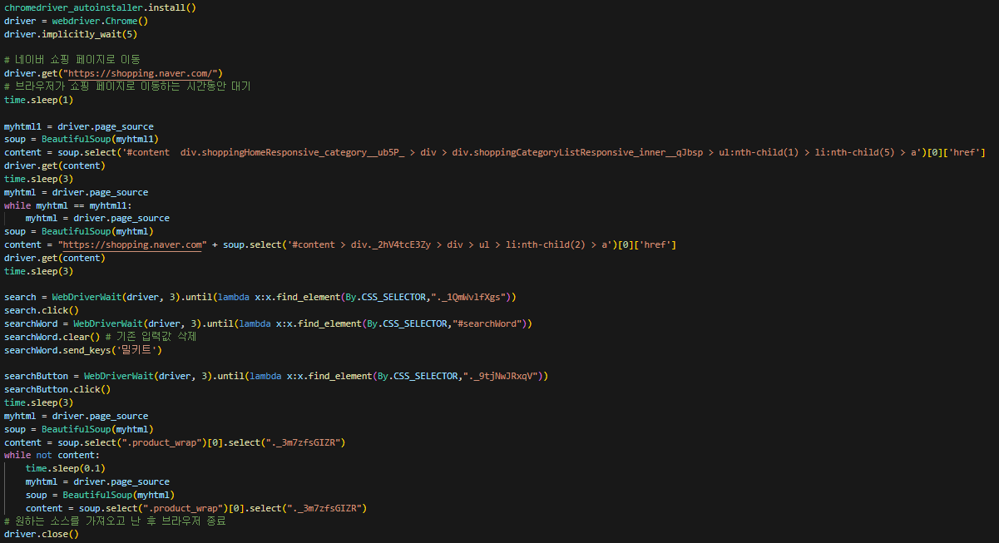 chromedriver_autoinstaller.install()
driver = webdriver.Chrome()
driver.implicitly_wait(5)
# 네이버 쇼핑 페이지로 이동
driver.get("https://shopping.naver.com/")
# 브라우저가 쇼핑 페이지로 이동하는 시간동안 대기
time.sleep(1)
myhtml1 = driver.page_source
soup = BeautifulSoup(myhtml1)
content = soup.select('#content  div.shoppingHomeResponsive_category__ub5P_ > div > div.shoppingCategoryListResponsive_inner__qJbsp > ul:nth-child(1) > li:nth-child(5) > a')[0]['href']
driver.get(content)
time.sleep(3)
myhtml = driver.page_source
while myhtml == myhtml1:
    myhtml = driver.page_source
soup = BeautifulSoup(myhtml)
content = "https://shopping.naver.com" + soup.select('#content > div._2hV4tcE3Zy > div > ul > li:nth-child(2) > a')[0]['href']
driver.get(content)
time.sleep(3)
search = WebDriverWait(driver, 3).until(lambda x:x.find_element(By.CSS_SELECTOR,"._1QmWvlfXgs"))
search.click()
searchWord = WebDriverWait(driver, 3).until(lambda x:x.find_element(By.CSS_SELECTOR,"#searchWord"))
searchWord.clear() # 기존 입력값 삭제
searchWord.send_keys('밀키트')
searchButton = WebDriverWait(driver, 3).until(lambda x:x.find_element(By.CSS_SELECTOR,"._9tjNwJRxqV"))
searchButton.click()
time.sleep(3)
myhtml = driver.page_source
soup = BeautifulSoup(myhtml)
content = soup.select(".product_wrap")[0].select("._3m7zfsGIZR")
while not content:
    time.sleep(0.1)
    myhtml = driver.page_source
    soup = BeautifulSoup(myhtml)
    content = soup.select(".product_wrap")[0].select("._3m7zfsGIZR")
# 원하는 소스를 가져오고 난 후 브라우저 종료
driver.close()